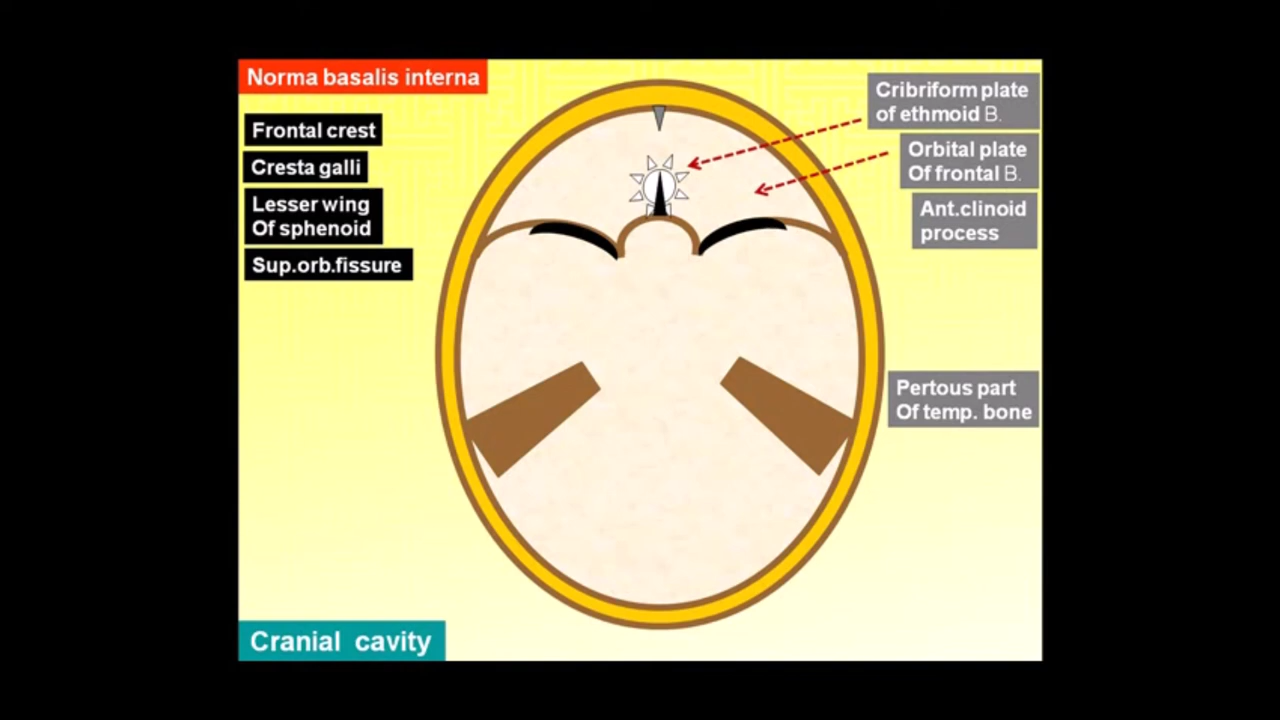 Norma basalis interna
Frontal crest
Cresta galli
Lesser wing
Of sphenoid
Sup.orb.fissure
Cribriform plate
of ethmoid B.
Orbital plate
Of frontal B.
Ant.clinoid
process
Pertous part
Of temp. bone
Cranial cavity